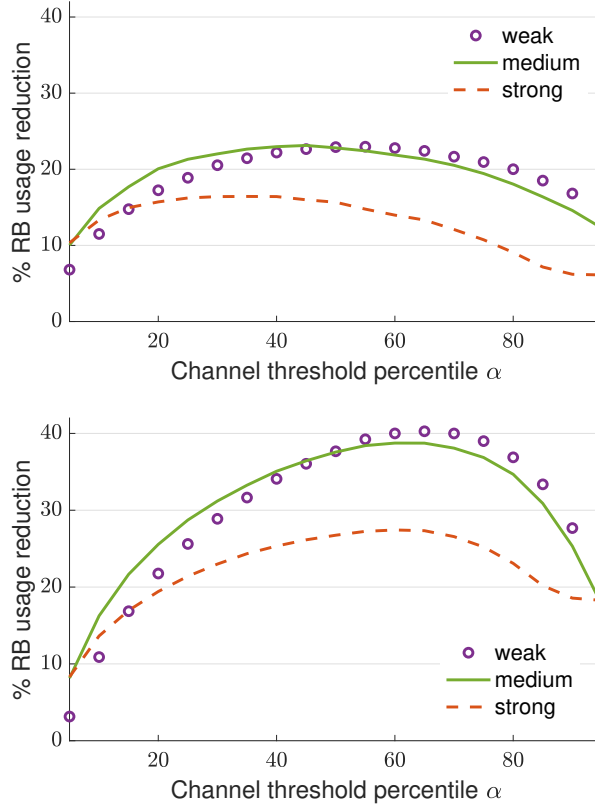 40
30
20
10
0
% RB usage reduction
weak
medium
strong
20
40
60
80
Channel threshold percentile α
40
30
20
10
0
% RB usage reduction
weak
medium
strong
20
40
60
80
Channel threshold percentile α